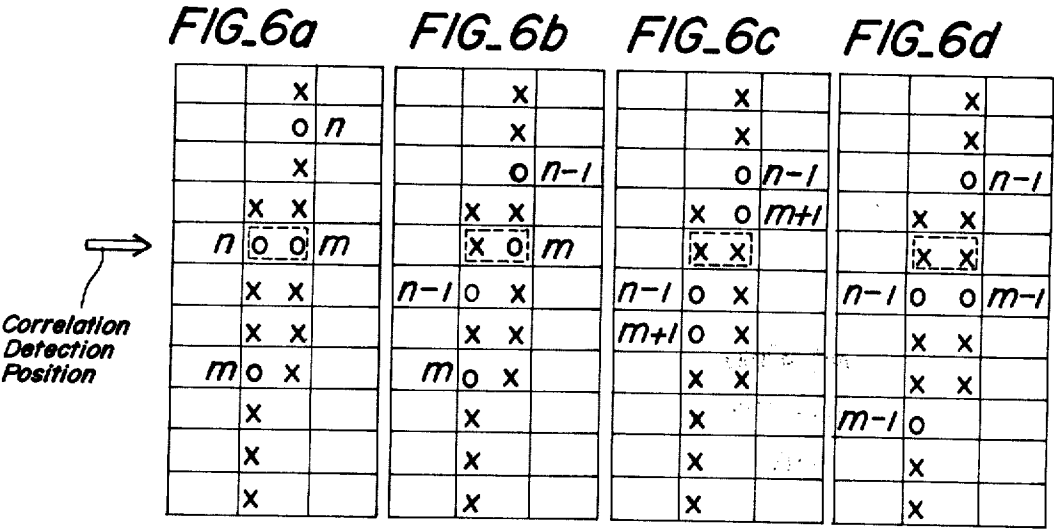 FIG_6a FIG_6b FIG_6c FIG_6d
x x x x
o n x x x
x o n-1 o n-1 o n-1
x x x x x o m+1 x x
n o o m x o m x x x x
x x n-1 o x n-1 o x n-1 o o m-1
x x x x m+1 o x x x
m o x m o x x x x x
x x x m-1 o
x x x x
x x x x
Correlation
Detection
Position